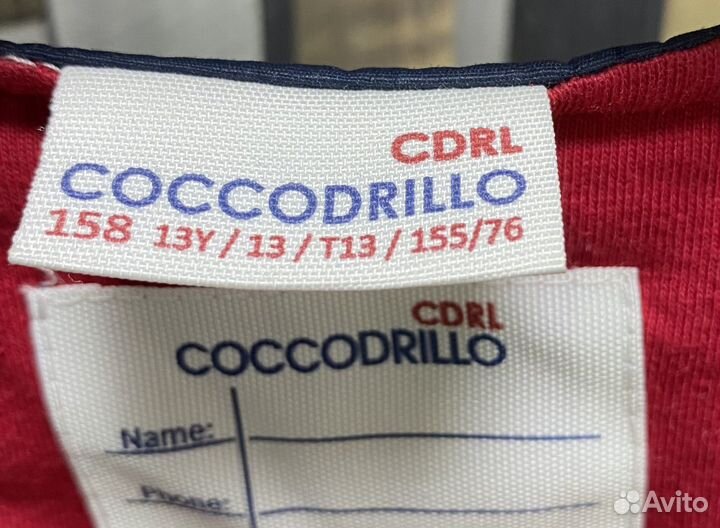 CDRL
COCCODRILLO
158 13Y / 13 / T13 / 155/76
CDRL
COCCODRILLO
Name:
Phone:
Avito